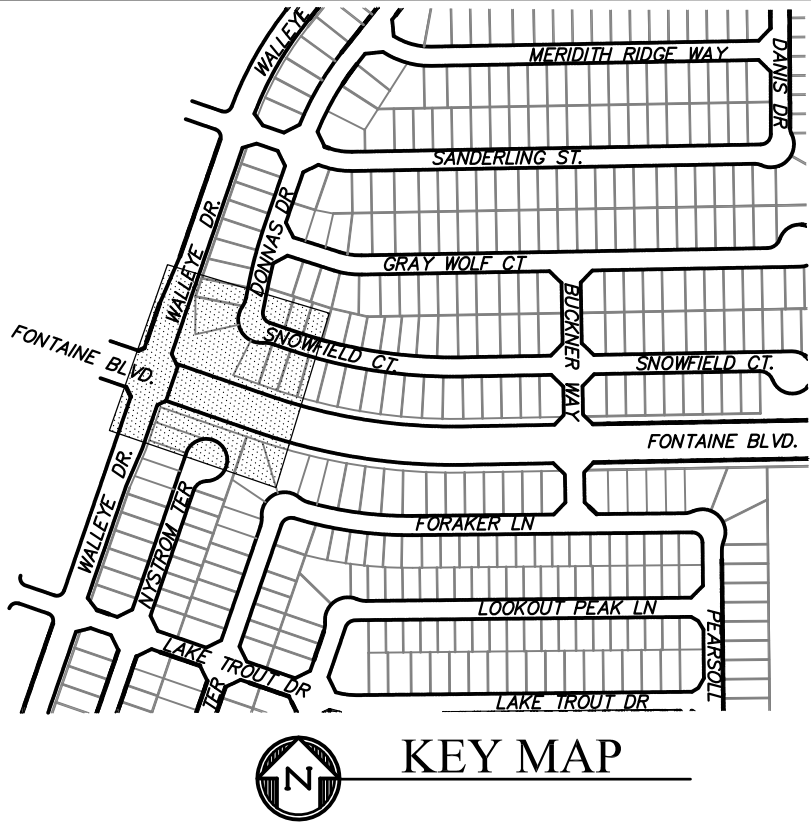 WALLEYE
MERIDITH RIDGE WAY
DANIS DR
SANDERLING ST.
WALLEYE DR.
DONNAS DR
GRAY WOLF CT
BUCKNER WAY
FONTAINE BLVD.
SNOWFIELD CT.
SNOWFIELD CT.
FONTAINE BLVD.
WALLEYE DR.
NYSTROM TER
FORAKER LN
LOOKOUT PEAK LN
PEARSOLL
LAKE TROUT DR
TER
LAKE TROUT DR
N
KEY MAP